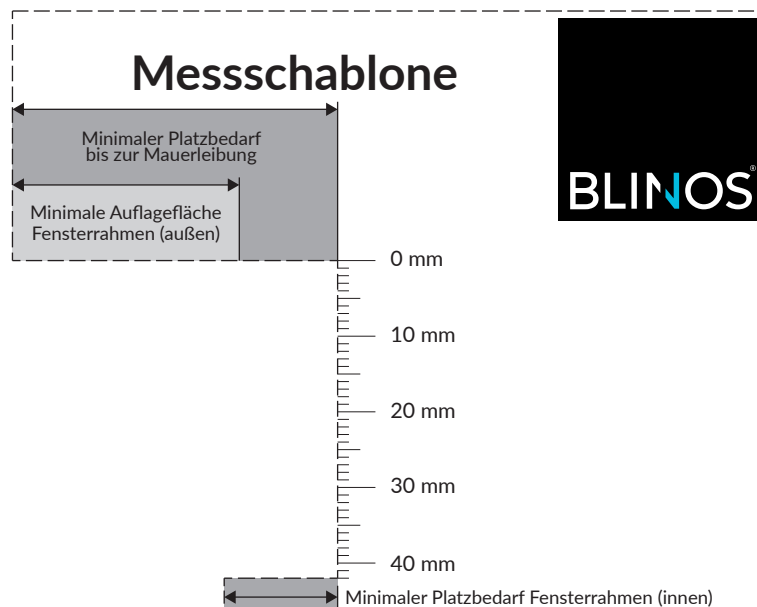 Messschablone
BLINOS®
Minimaler Platzbedarf
bis zur Mauerleibung
Minimale Auflagefläche
Fensterrahmen (außen)
0 mm
10 mm
20 mm
30 mm
40 mm
Minimaler Platzbedarf Fensterrahmen (innen)